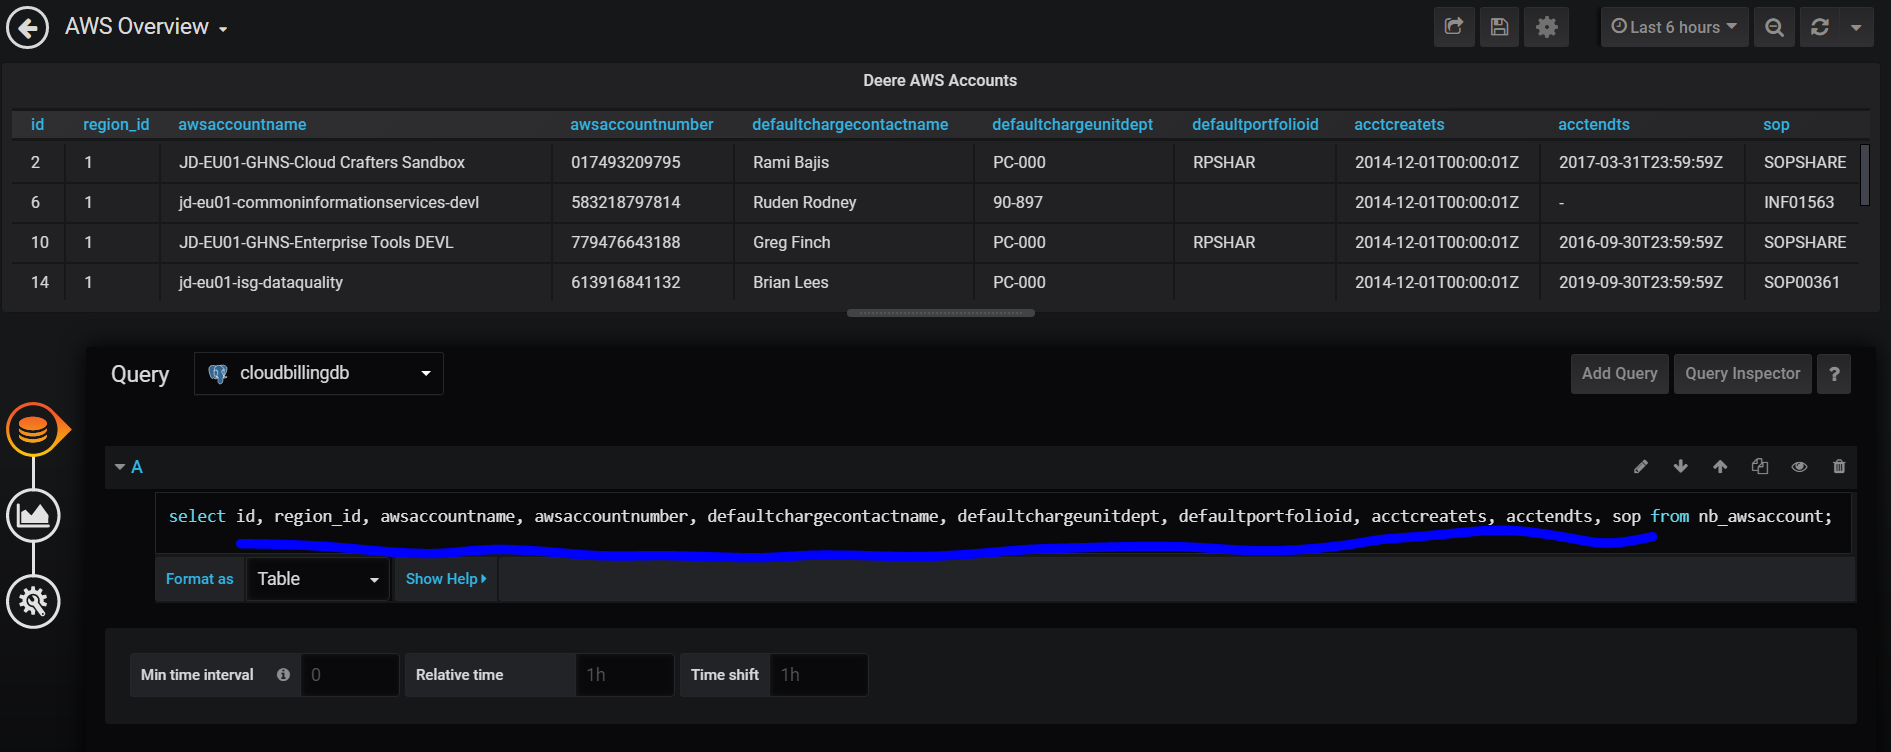 AWS Overview
Last 6 hours
Deere AWS Accounts
id region_id awsaccountname awsaccountnumber defaultchargecontactname defaultchargeunitdept defaultportfolioid acctcreatets acctendts sop
2 1 JD-EU01-GHNS-Cloud Crafters Sandbox 017493209795 Rami Bajis PC-000 RPSHAR 2014-12-01T00:00:01Z 2017-03-31T23:59:59Z SOPSHARE
6 1 jd-eu01-commoninformationservices-devl 583218797814 Ruden Rodney 90-897 2014-12-01T00:00:01Z - INF01563
10 1 JD-EU01-GHNS-Enterprise Tools DEVL 779476643188 Greg Finch PC-000 RPSHAR 2014-12-01T00:00:01Z 2016-09-30T23:59:59Z SOPSHARE
14 1 jd-eu01-isg-dataquality 613916841132 Brian Lees PC-000 2014-12-01T00:00:01Z 2019-09-30T23:59:59Z SOP00361
Query cloudbillingdb Add Query Query Inspector ?
A
select id, region_id, awsaccountname, awsaccountnumber, defaultchargecontactname, defaultchargeunitdept, defaultportfolioid, acctcreatets, acctendts, sop from nb_awsaccount;
Format as Table Show Help
Min time interval 0 Relative time 1h Time shift 1h